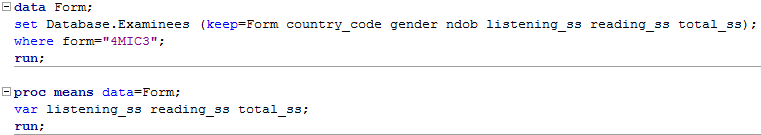 data Form;
set Database.Examinees (keep=Form country_code gender ndob listening_ss reading_ss total_ss);
where form="4MIC3";
run;
proc means data=Form;
var listening_ss reading_ss total_ss;
run;